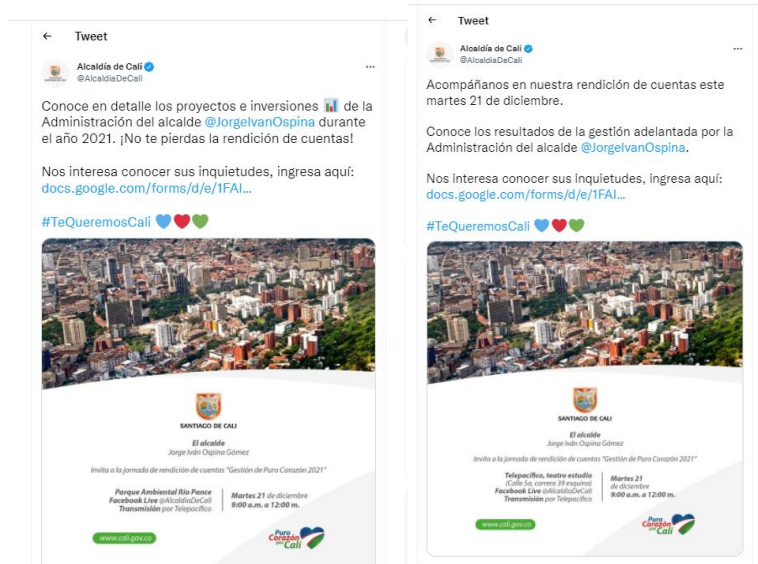 Tweet
Alcaldía de Cali
@AlcaldiaDeCali
Conoce en detalle los proyectos e inversiones 📊 de la
Administración del alcalde @JorgeIvanOspina durante
el año 2021. ¡No te pierdas la rendición de cuentas!
Nos interesa conocer sus inquietudes, ingresa aquí:
docs.google.com/forms/d/e/1FAI...
#TeQueremosCali 💙❤️💚
SANTIAGO DE CALI
El alcalde
Jorge Iván Ospina Gómez
Invita a la jornada de rendición de cuentas "Gestión de Puro Corazón 2021"
Parque Ambiental Río Pance
Facebook Live @AlcaldiaDeCali
Transmisión por Telepacífico
Martes 21 de diciembre
9:00 a.m. a 12:00 m.
www.cali.gov.co
Puro
Corazón
por Cali
Tweet
Alcaldía de Cali
@AlcaldiaDeCali
Acompáñanos en nuestra rendición de cuentas este
martes 21 de diciembre.
Conoce los resultados de la gestión adelantada por la
Administración del alcalde @JorgeIvanOspina.
Nos interesa conocer sus inquietudes, ingresa aquí:
docs.google.com/forms/d/e/1FAI...
#TeQueremosCali 💙❤️💚
SANTIAGO DE CALI
El alcalde
Jorge Iván Ospina Gómez
Invita a la jornada de rendición de cuentas "Gestión de Puro Corazón 2021"
Telepacífico, teatro estudio
(Calle 5a, carrera 39 esquina)
Facebook Live @AlcaldiaDeCali
Transmisión por Telepacífico
Martes 21
de diciembre
9:00 a.m. a 12:00 m.
www.cali.gov.co
Puro
Corazón
por Cali